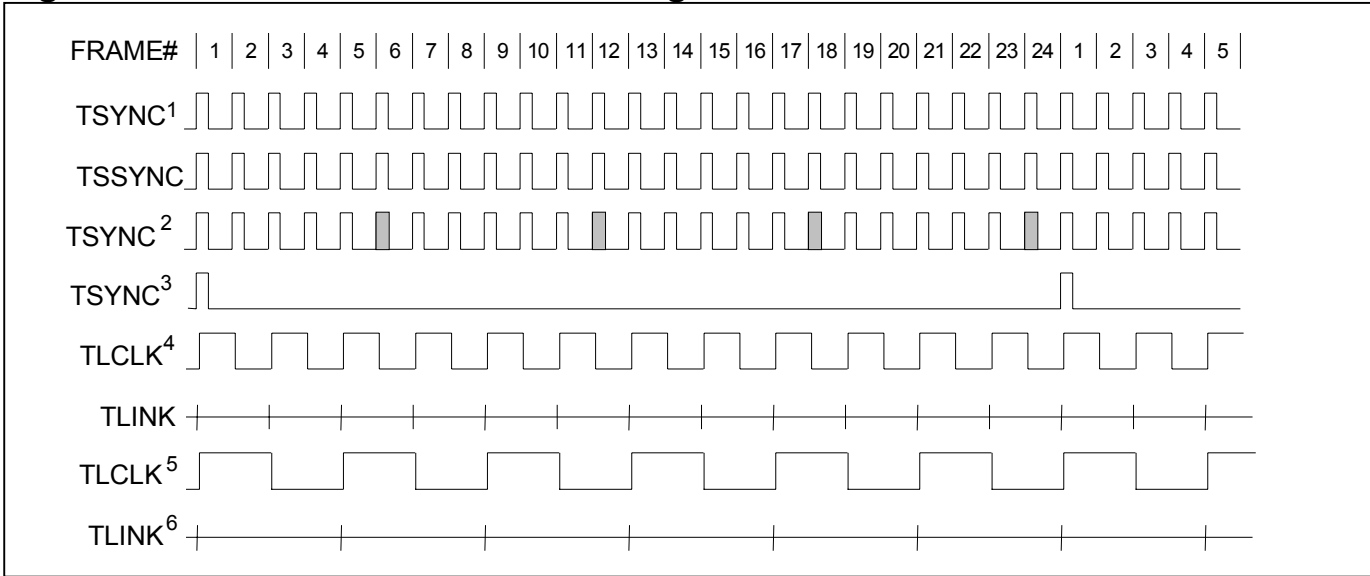 FRAME# 1 2 3 4 5 6 7 8 9 10 11 12 13 14 15 16 17 18 19 20 21 22 23 24 1 2 3 4 5
TSYNC1
TSSYNC
TSYNC2
TSYNC3
TLCLK4
TLINK
TLCLK5
TLINK6